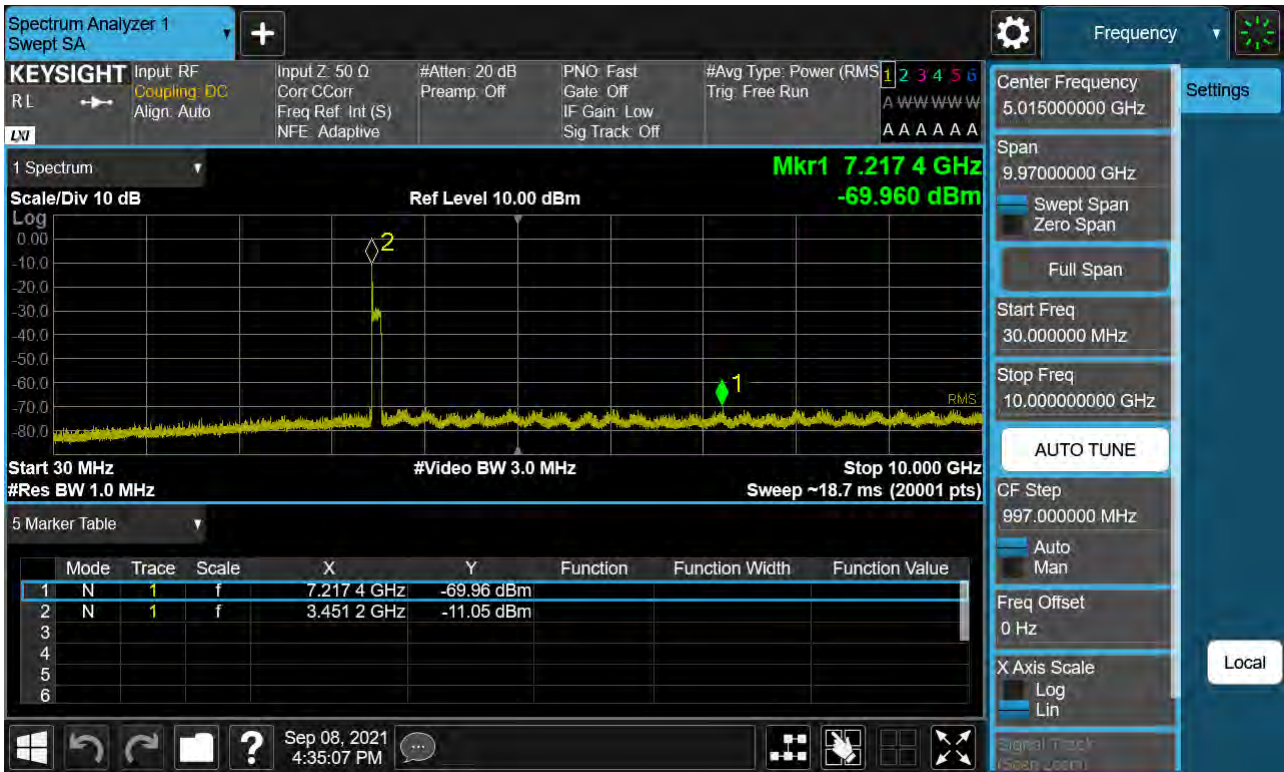 Spectrum Analyzer 1
Swept SA
+
Frequency
KEYSIGHT
RL
LXI
Input: RF
Coupling: DC
Align: Auto
Input Z: 50 Ω
Corr CCorr
Freq Ref: Int (S)
NFE: Adaptive
#Atten: 20 dB
Preamp: Off
PNO: Fast
Gate: Off
IF Gain: Low
Sig Track: Off
#Avg Type: Power (RMS
Trig: Free Run
1 2 3 4 5 6
A W W W W W
A A A A A A
1 Spectrum
Scale/Div 10 dB
Ref Level 10.00 dBm
Mkr1 7.217 4 GHz
-69.960 dBm
Log
0.00
-10.0
-20.0
-30.0
-40.0
-50.0
-60.0
-70.0
-80.0
2
1
RMS
Start 30 MHz
#Video BW 3.0 MHz
Stop 10.000 GHz
#Res BW 1.0 MHz
Sweep ~18.7 ms (20001 pts)
5 Marker Table
Mode Trace Scale X Y Function Function Width Function Value
1 N 1 f 7.217 4 GHz -69.96 dBm
2 N 1 f 3.451 2 GHz -11.05 dBm
3
4
5
6
?
Sep 08, 2021
4:35:07 PM
Center Frequency
5.015000000 GHz
Span
9.97000000 GHz
Swept Span
Zero Span
Full Span
Start Freq
30.000000 MHz
Stop Freq
10.000000000 GHz
AUTO TUNE
CF Step
997.000000 MHz
Auto
Man
Freq Offset
0 Hz
X Axis Scale
Log
Lin
Signal Track
(Span Zoom)
Settings
Local